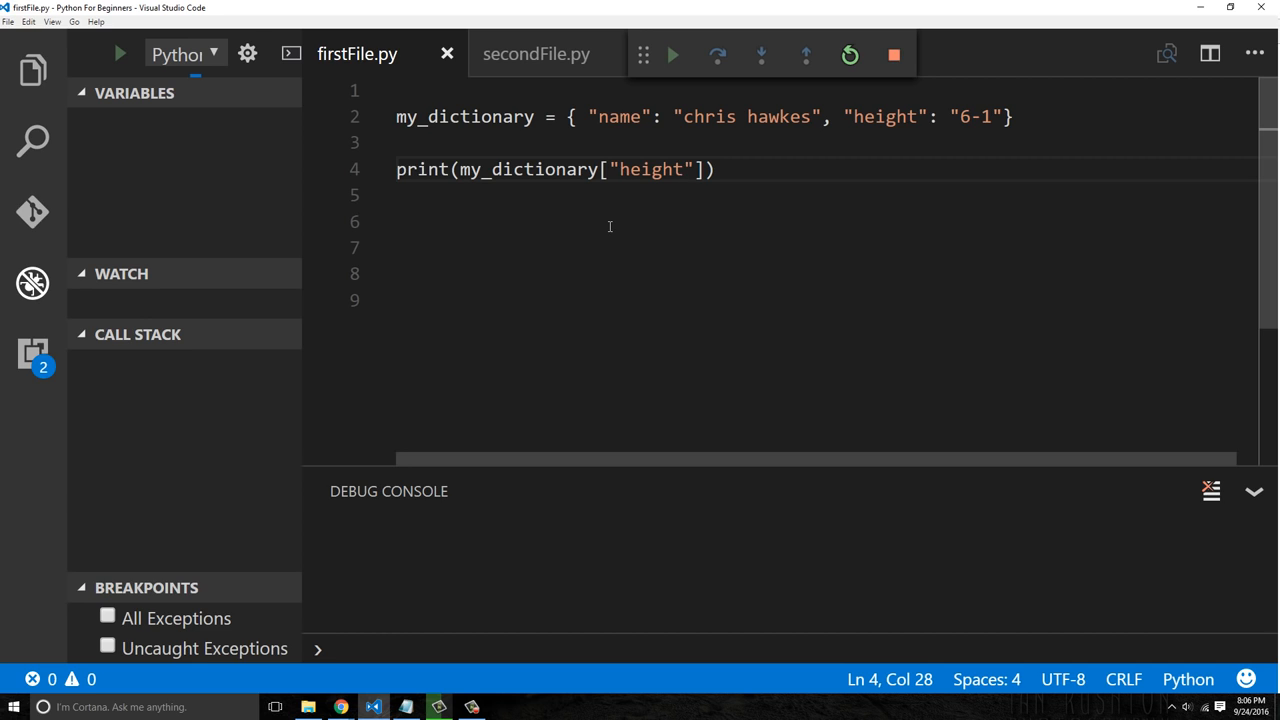 firstFile.py - Python For Beginners - Visual Studio Code
File Edit View Go Help
Pythor
firstFile.py secondFile.py
VARIABLES
WATCH
CALL STACK
BREAKPOINTS
All Exceptions
Uncaught Exceptions
2
1
2 my_dictionary = { "name": "chris hawkes", "height": "6-1"}
3
4 print(my_dictionary["height"])
5
6
7
8
9
DEBUG CONSOLE
0 0 Ln 4, Col 28 Spaces: 4 UTF-8 CRLF Python
I'm Cortana. Ask me anything.
8:06 PM
9/24/2016